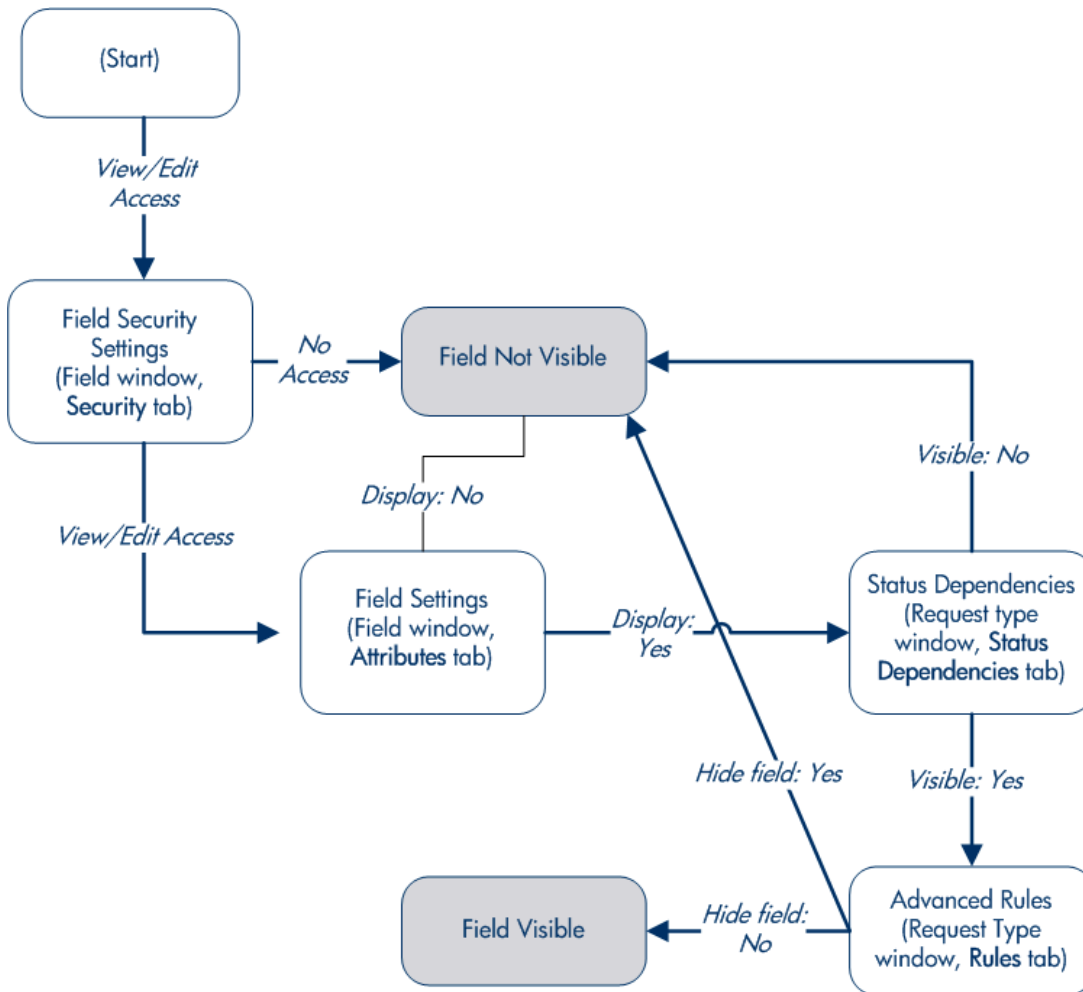 (Start)
View/Edit
Access
Field Security
Settings
(Field window,
Security tab)
No
Access
Field Not Visible
Visible: No
Display: No
View/Edit Access
Field Settings
(Field window,
Attributes tab)
Display:
Yes
Status Dependencies
(Request type
window, Status
Dependencies tab)
Hide field: Yes
Visible: Yes
Field Visible
Hide field:
No
Advanced Rules
(Request Type
window, Rules tab)